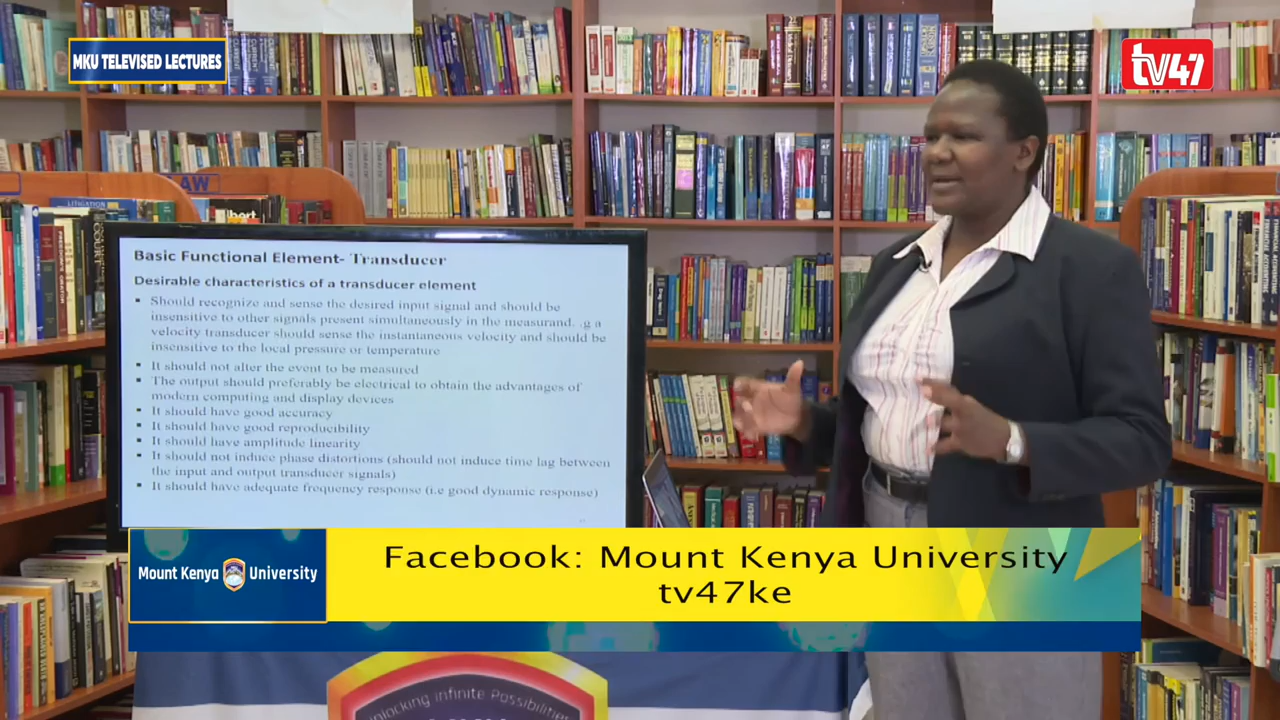 MKU TELEVISED LECTURES
tv47
LAW
LITIGATION
Basic Functional Element- Transducer
Desirable characteristics of a transducer element
▪ Should recognize and sense the desired input signal and should be
insensitive to other signals present simultaneously in the measurand. .g a
velocity transducer should sense the instantaneous velocity and should be
insensitive to the local pressure or temperature
▪ It should not alter the event to be measured
▪ The output should preferably be electrical to obtain the advantages of
modern computing and display devices
▪ It should have good accuracy
▪ It should have good reproducibility
▪ It should have amplitude linearity
▪ It should not induce phase distortions (should not induce time lag between
the input and output transducer signals)
▪ It should have adequate frequency response (i.e good dynamic response)
Mount Kenya University
Facebook: Mount Kenya University
tv47ke
Unlocking Infinite Possibilities